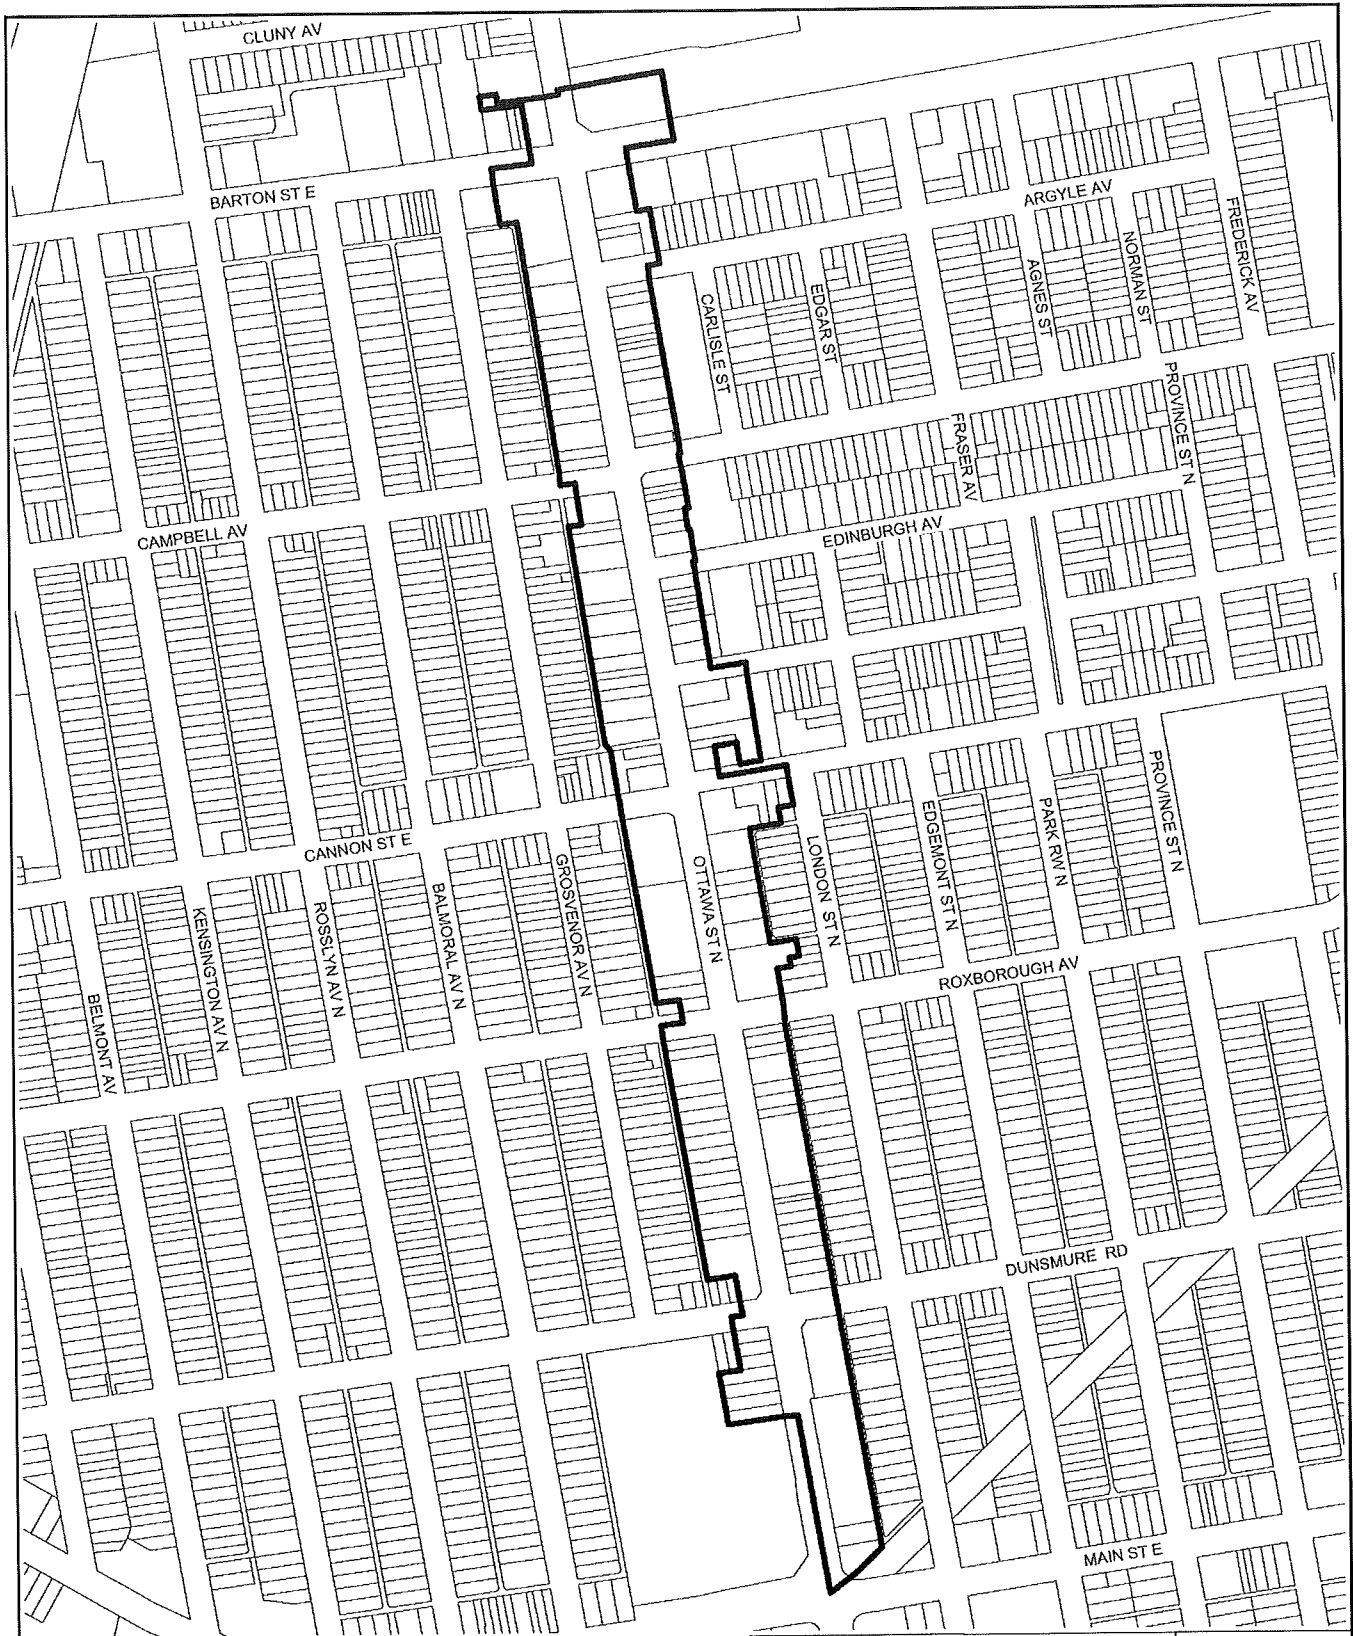 CLUNY AV
BARTON ST E
ARGYLE AV
FREDERICK AV
NORMAN ST
AGNES ST
EDGAR ST
CARLISLE ST
PROVINCE ST N
FRASER AV
CAMPBELL AV
EDINBURGH AV
PROVINCE ST N
PARK RW N
EDGEMONT ST N
LONDON ST N
OTTAWA ST N
CANNON ST E
GROSVENOR AV N
BALMORAL AV N
ROSSLYN AV N
KENSINGTON AV N
BELMONT AV
ROXBOROUGH AV
DUNSMURE RD
MAIN ST E